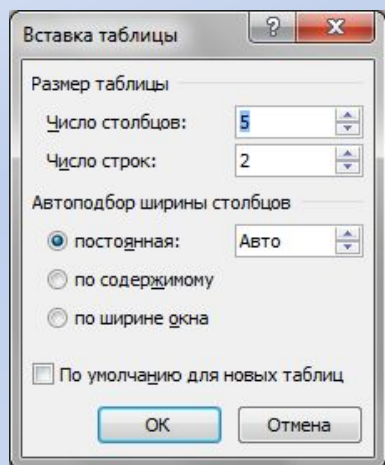 Вставка таблицы
Размер таблицы
Число столбцов: 5
Число строк: 2
Автоподбор ширины столбцов
постоянная: Авто
по содержимому
по ширине окна
По умолчанию для новых таблиц
ОК Отмена